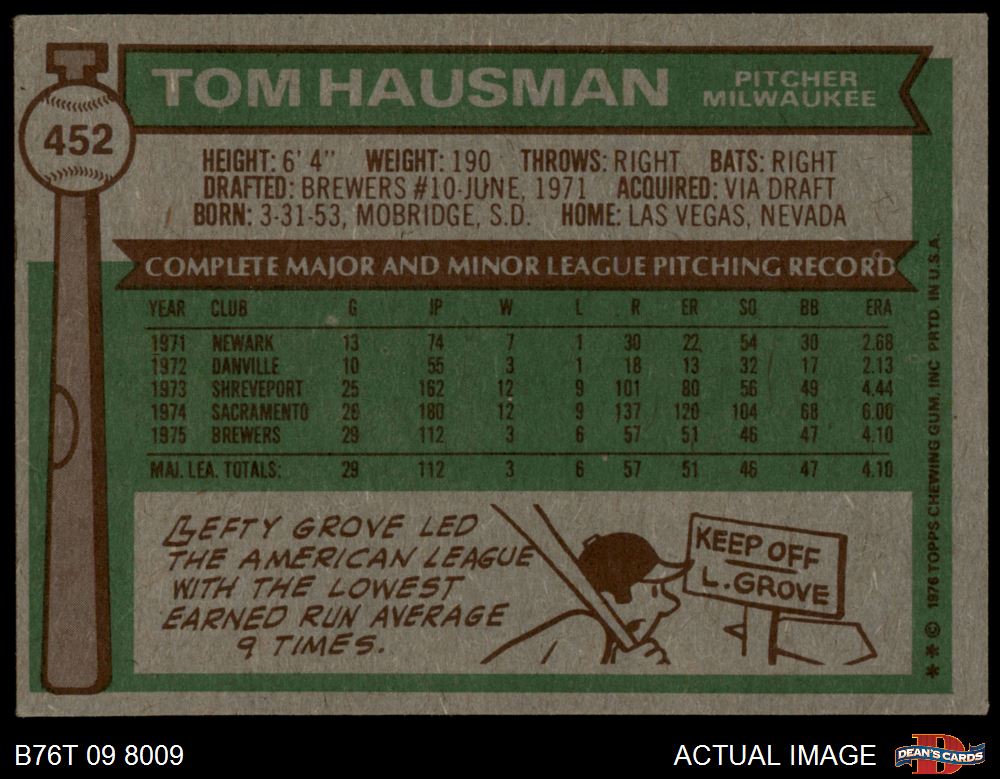 TOM HAUSMAN
PITCHER
MILWAUKEE
452
HEIGHT: 6' 4" WEIGHT: 190 THROWS: RIGHT BATS: RIGHT
DRAFTED: BREWERS #10-JUNE, 1971 ACQUIRED: VIA DRAFT
BORN: 3-31-53, MOBRIDGE, S.D. HOME: LAS VEGAS, NEVADA
COMPLETE MAJOR AND MINOR LEAGUE PITCHING RECORD
YEAR CLUB G IP W L R ER SO BB ERA
1971 NEWARK 13 74 7 1 30 22 54 30 2.68
1972 DANVILLE 10 55 3 1 18 13 32 17 2.13
1973 SHREVEPORT 25 162 12 9 101 80 56 49 4.44
1974 SACRAMENTO 28 180 12 9 137 120 104 68 6.00
1975 BREWERS 29 112 3 6 57 51 46 47 4.10
MAJ. LEA. TOTALS: 29 112 3 6 57 51 46 47 4.10
LEFTY GROVE LED
THE AMERICAN LEAGUE
WITH THE LOWEST
EARNED RUN AVERAGE
9 TIMES.
KEEP OFF
L. GROVE
** © 1976 TOPPS CHEWING GUM, INC PRTD. IN U.S.A.
B76T 09 8009
ACTUAL IMAGE
DEAN'S CARDS